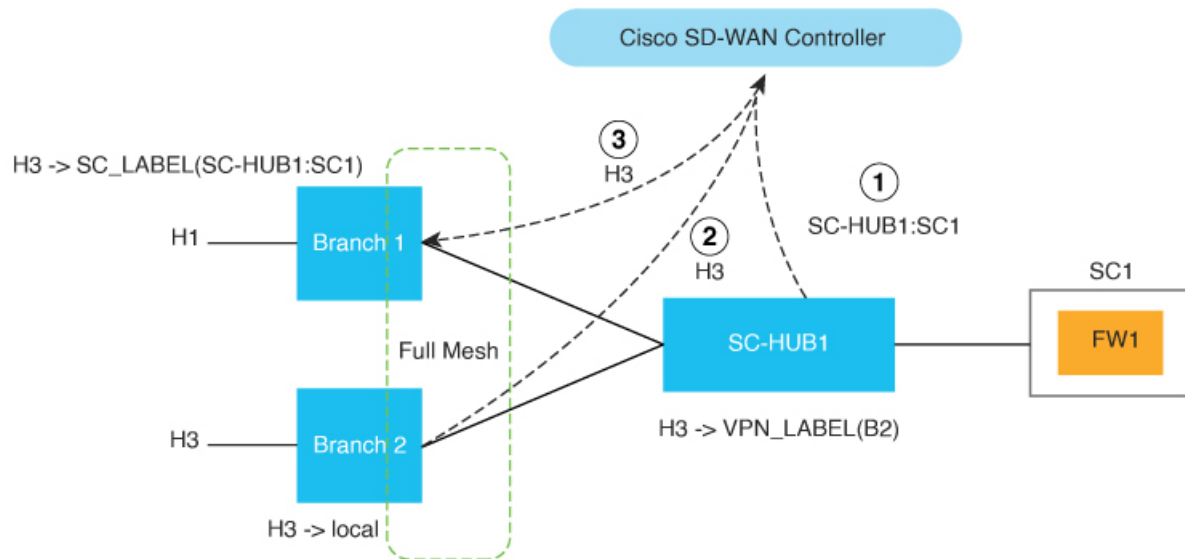 Cisco SD-WAN Controller
3
H3
H3 -> SC_LABEL(SC-HUB1:SC1)
1
SC-HUB1:SC1
2
H3
H1
Branch 1
SC1
Full Mesh
SC-HUB1
FW1
H3
Branch 2
H3 -> VPN_LABEL(B2)
H3 -> local